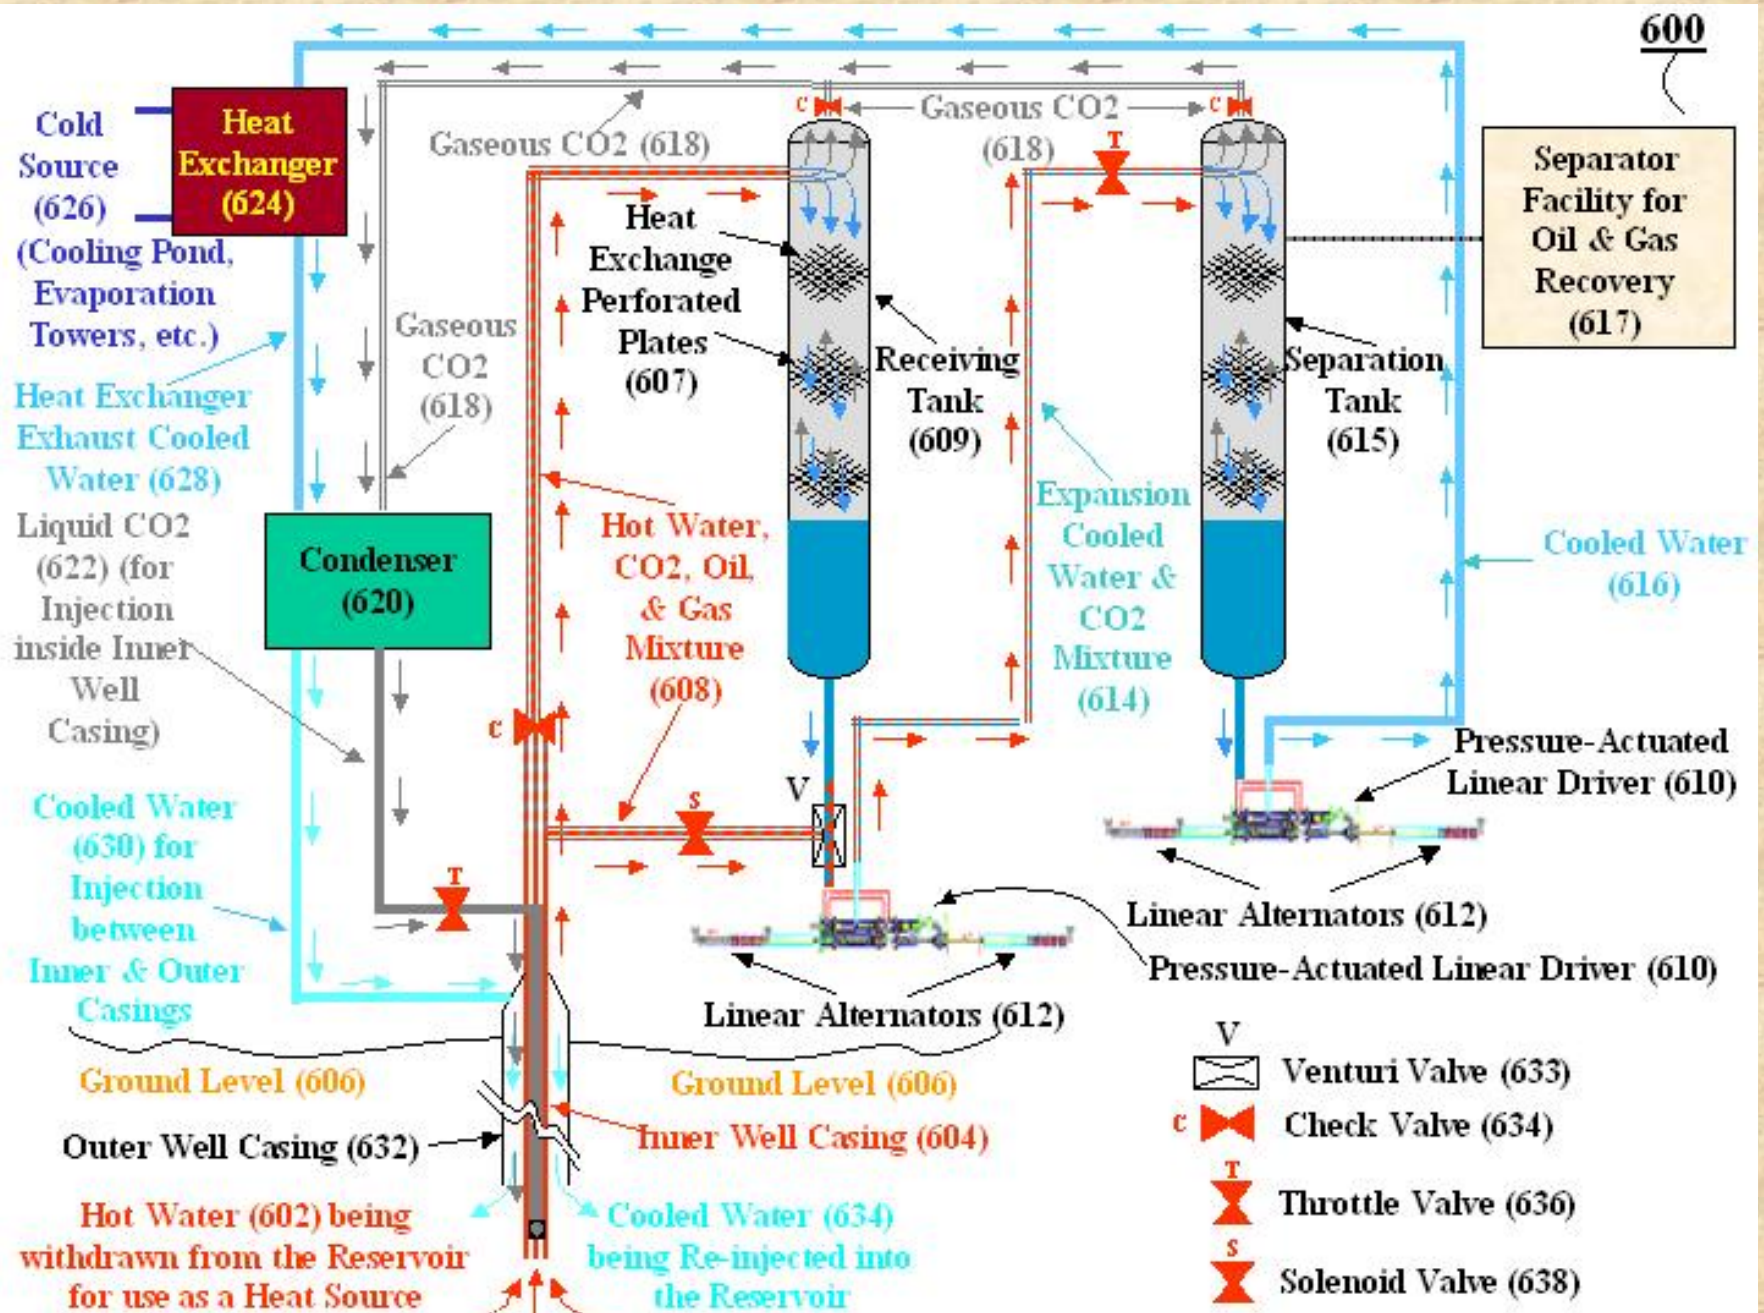 600
Cold
Source
(626)
(Cooling Pond,
Evaporation
Towers, etc.)
Heat
Exchanger
(624)
Heat Exchanger
Exhaust Cooled
Water (628)
Liquid CO2
(622) (for
Injection
inside Inner
Well
Casing)
Condenser
(620)
Cooled Water
(630) for
Injection
between
Inner & Outer
Casings
Gaseous CO2 (618)
Gaseous
CO2
(618)
C
Gaseous CO2
(618)
C
T
Heat
Exchange
Perforated
Plates
(607)
Receiving
Tank
(609)
Separation
Tank
(615)
Separator
Facility for
Oil & Gas
Recovery
(617)
Hot Water,
CO2, Oil,
& Gas
Mixture
(608)
Expansion
Cooled
Water &
CO2
Mixture
(614)
Cooled Water
(616)
C
V
S
T
Pressure-Actuated
Linear Driver (610)
Linear Alternators (612)
Pressure-Actuated Linear Driver (610)
Linear Alternators (612)
Ground Level (606)
Ground Level (606)
Outer Well Casing (632)
Inner Well Casing (604)
Hot Water (602) being
withdrawn from the Reservoir
for use as a Heat Source
Cooled Water (634)
being Re-injected into
the Reservoir
V
Venturi Valve (633)
C
Check Valve (634)
T
Throttle Valve (636)
S
Solenoid Valve (638)